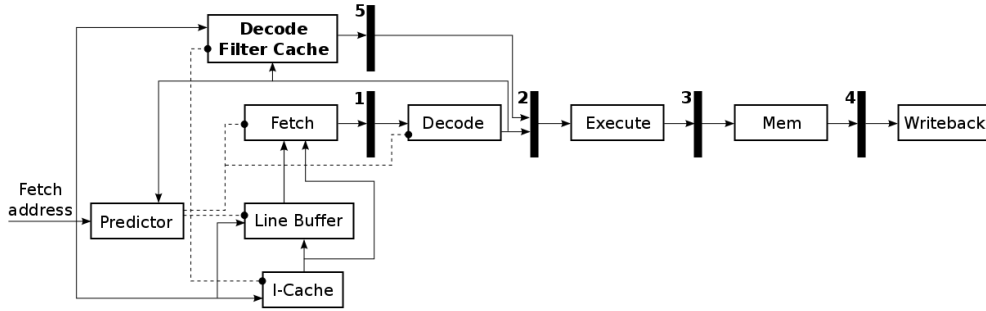 Decode
Filter Cache
5
1
2
3
4
Fetch
Decode
Execute
Mem
Writeback
Fetch
address
Predictor
Line Buffer
I-Cache